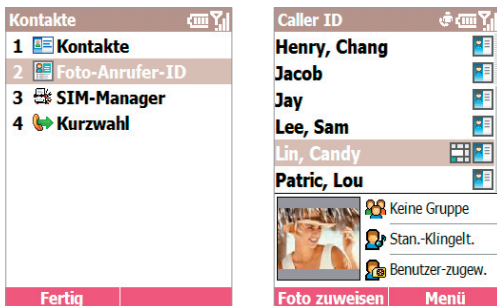 Kontakte
1 Kontakte
2 Foto-Anrufer-ID
3 SIM-Manager
4 Kurzwahl
Fertig
Caller ID
Henry, Chang
Jacob
Jay
Lee, Sam
Lin, Candy
Patric, Lou
Keine Gruppe
Stan.-Klingelt.
Benutzer-zugew.
Foto zuweisen Menü